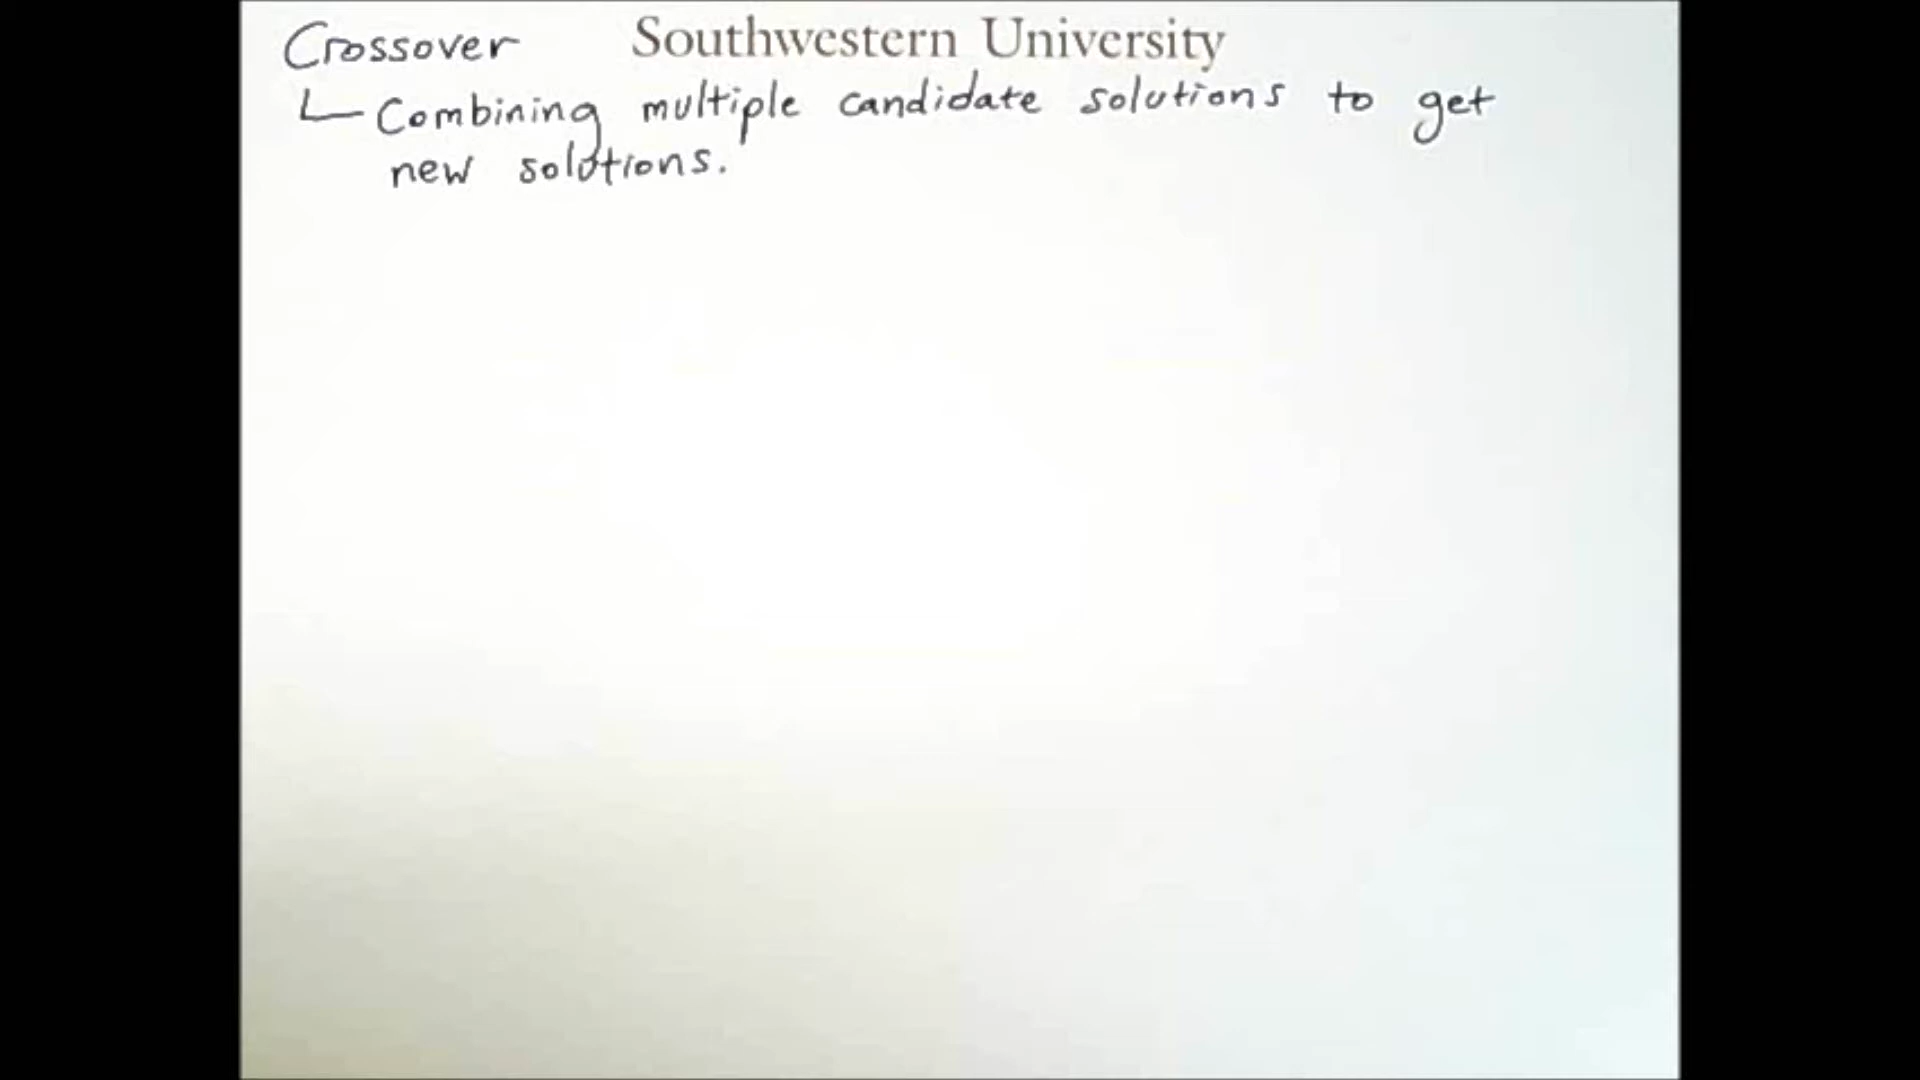 Crossover Southwestern University
Combining multiple candidate solutions to get
new solutions.